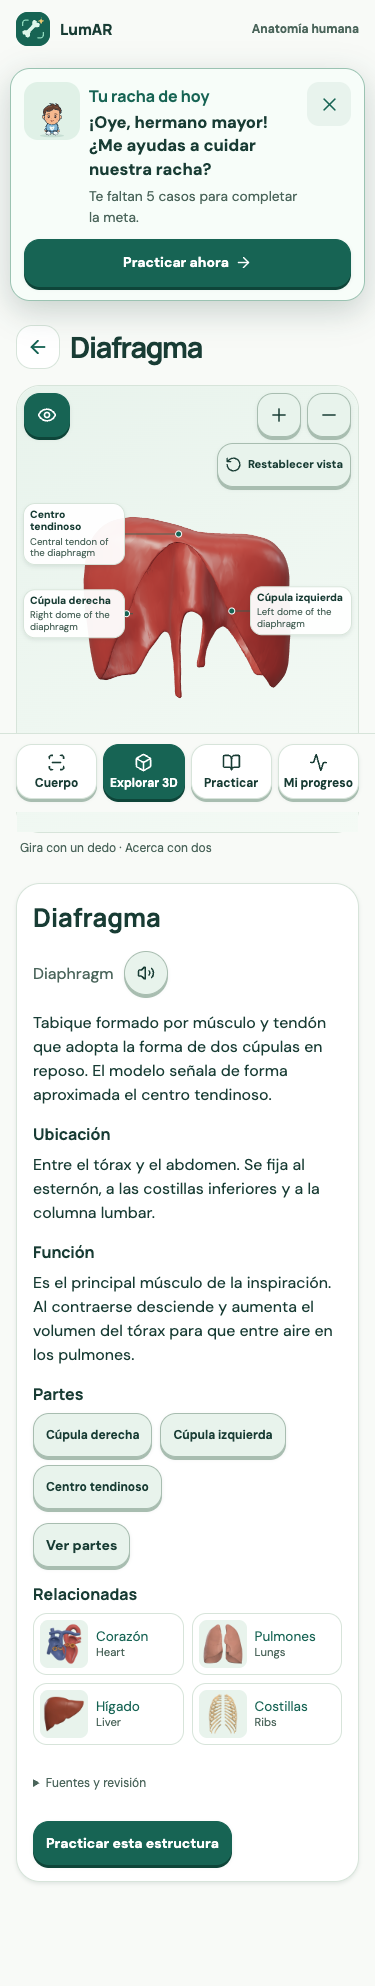 LumAR
Anatomía humana
Tu racha de hoy
¡Oye, hermano mayor!
¿Me ayudas a cuidar
nuestra racha?
Te faltan 5 casos para completar
la meta.
Practicar ahora
Diafragma
Restablecer vista
Centro
tendinoso
Central tendon of
the diaphragm
Cúpula derecha
Right dome of the
diaphragm
Cúpula izquierda
Left dome of the
diaphragm
Cuerpo
Explorar 3D
Practicar
Mi progreso
Gira con un dedo · Acerca con dos
Diafragma
Diaphragm
Tabique formado por músculo y tendón
que adopta la forma de dos cúpulas en
reposo. El modelo señala de forma
aproximada el centro tendinoso.
Ubicación
Entre el tórax y el abdomen. Se fija al
esternón, a las costillas inferiores y a la
columna lumbar.
Función
Es el principal músculo de la inspiración.
Al contraerse desciende y aumenta el
volumen del tórax para que entre aire en
los pulmones.
Partes
Cúpula derecha
Cúpula izquierda
Centro tendinoso
Ver partes
Relacionadas
Corazón
Heart
Pulmones
Lungs
Hígado
Liver
Costillas
Ribs
Fuentes y revisión
Practicar esta estructura